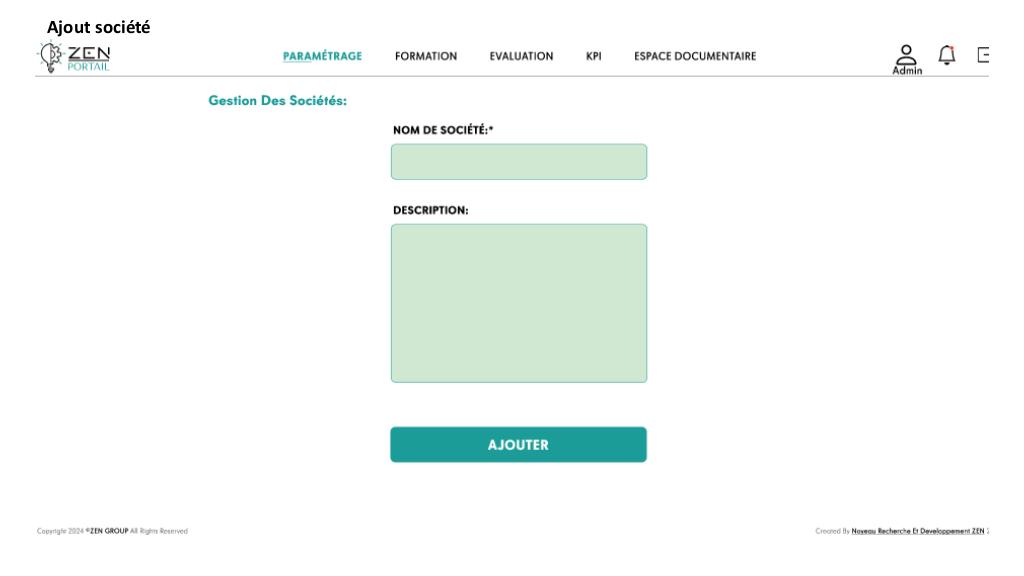 Ajout société
ZEN
PORTAIL
PARAMÉTRAGE FORMATION EVALUATION KPI ESPACE DOCUMENTAIRE
Admin
Gestion Des Sociétés:
NOM DE SOCIÉTÉ:*
DESCRIPTION:
AJOUTER
Copyright 2024 ©ZEN GROUP All Rights Reserved
Created By Noveau Recherche Et Developpement ZEN